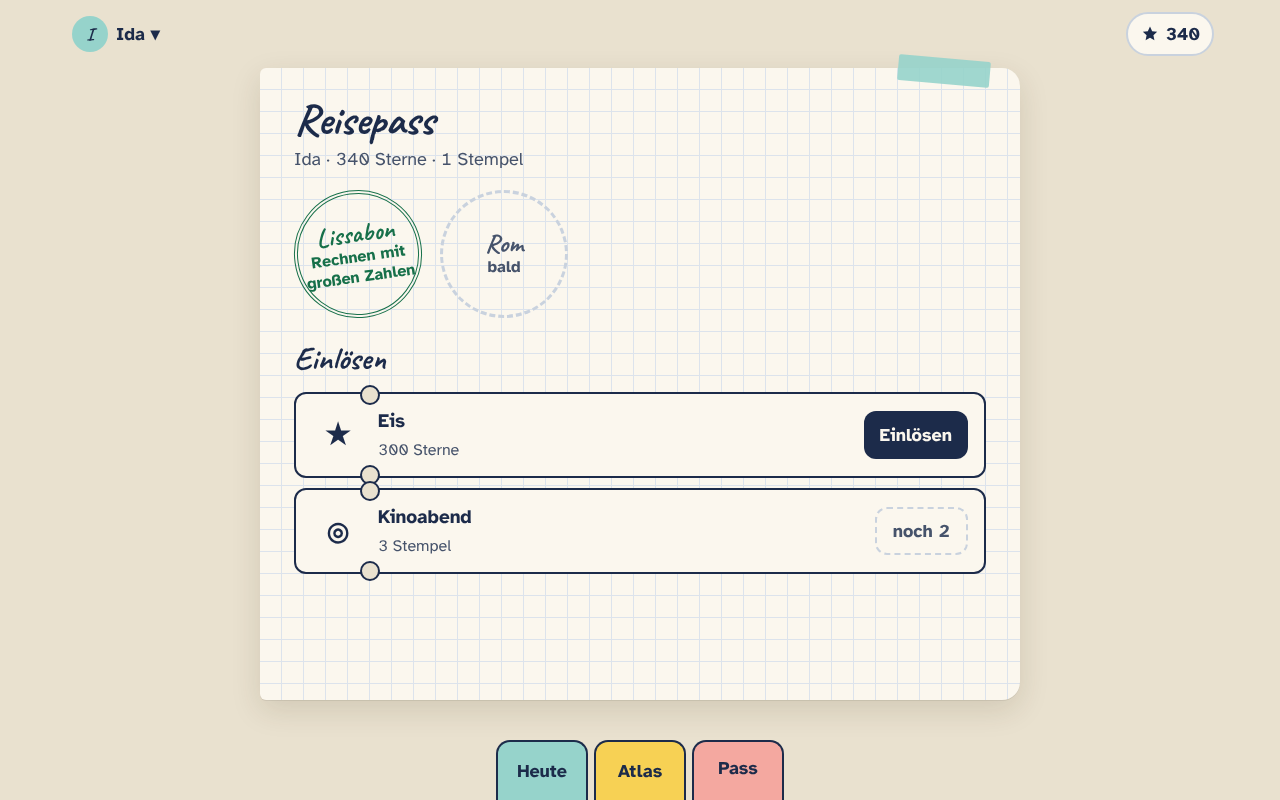 I Ida ▼
★ 340
Reisepass
Ida · 340 Sterne · 1 Stempel
Lissabon
Rechnen mit
großen Zahlen
Rom
bald
Einlösen
★ Eis
300 Sterne
Einlösen
◎ Kinoabend
3 Stempel
noch 2
Heute
Atlas
Pass